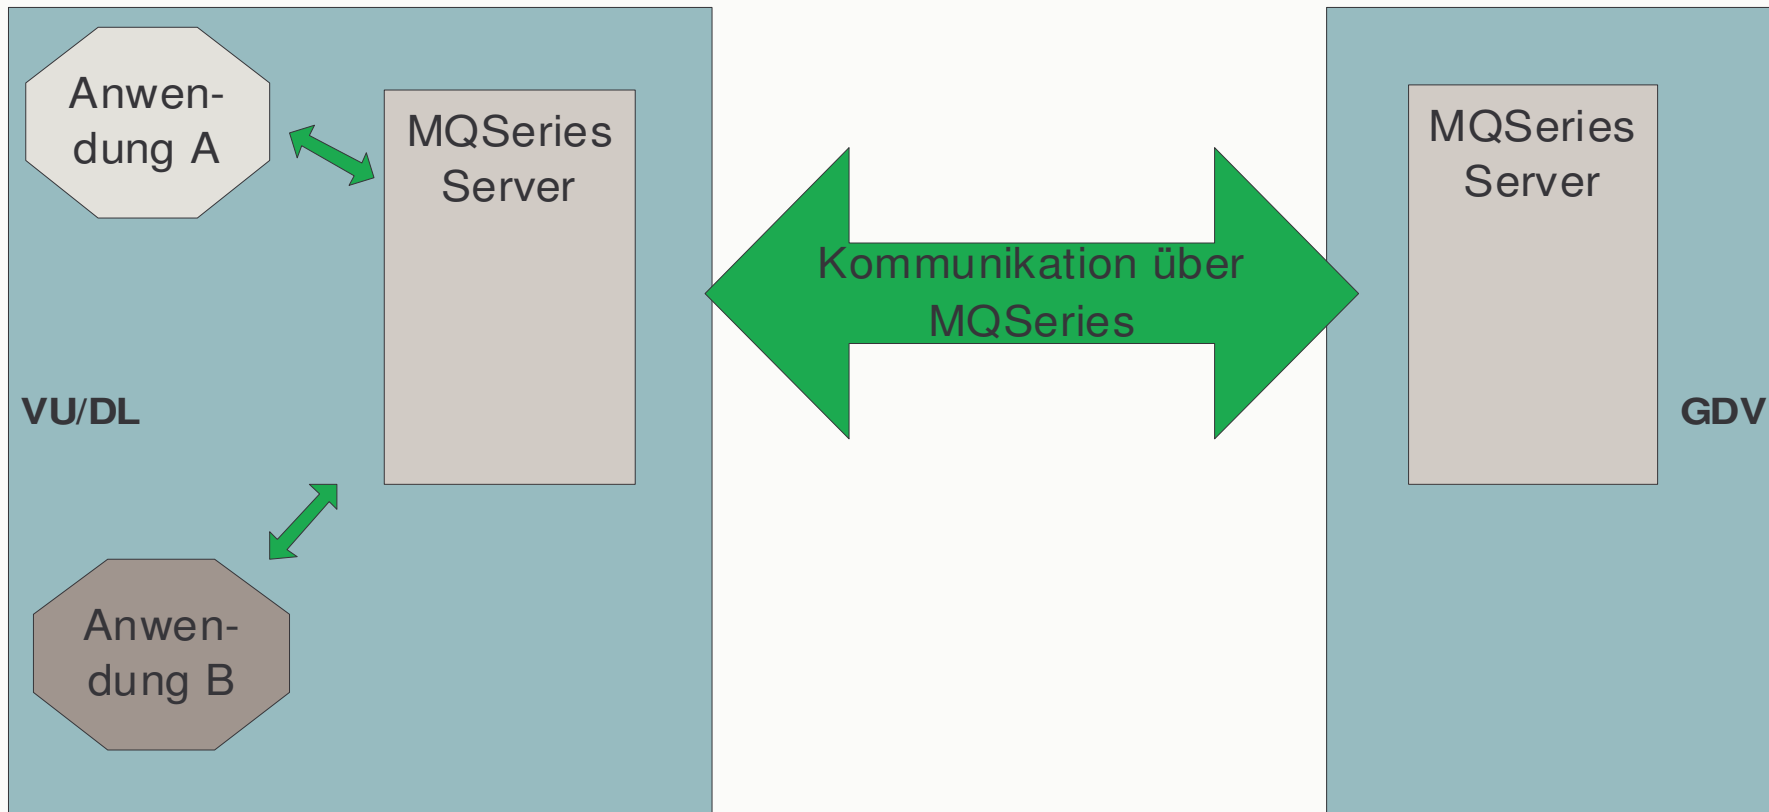 Anwen-
dung A
MQSeries
Server
MQSeries
Server
Kommunikation über
MQSeries
VU/DL
GDV
Anwen-
dung B